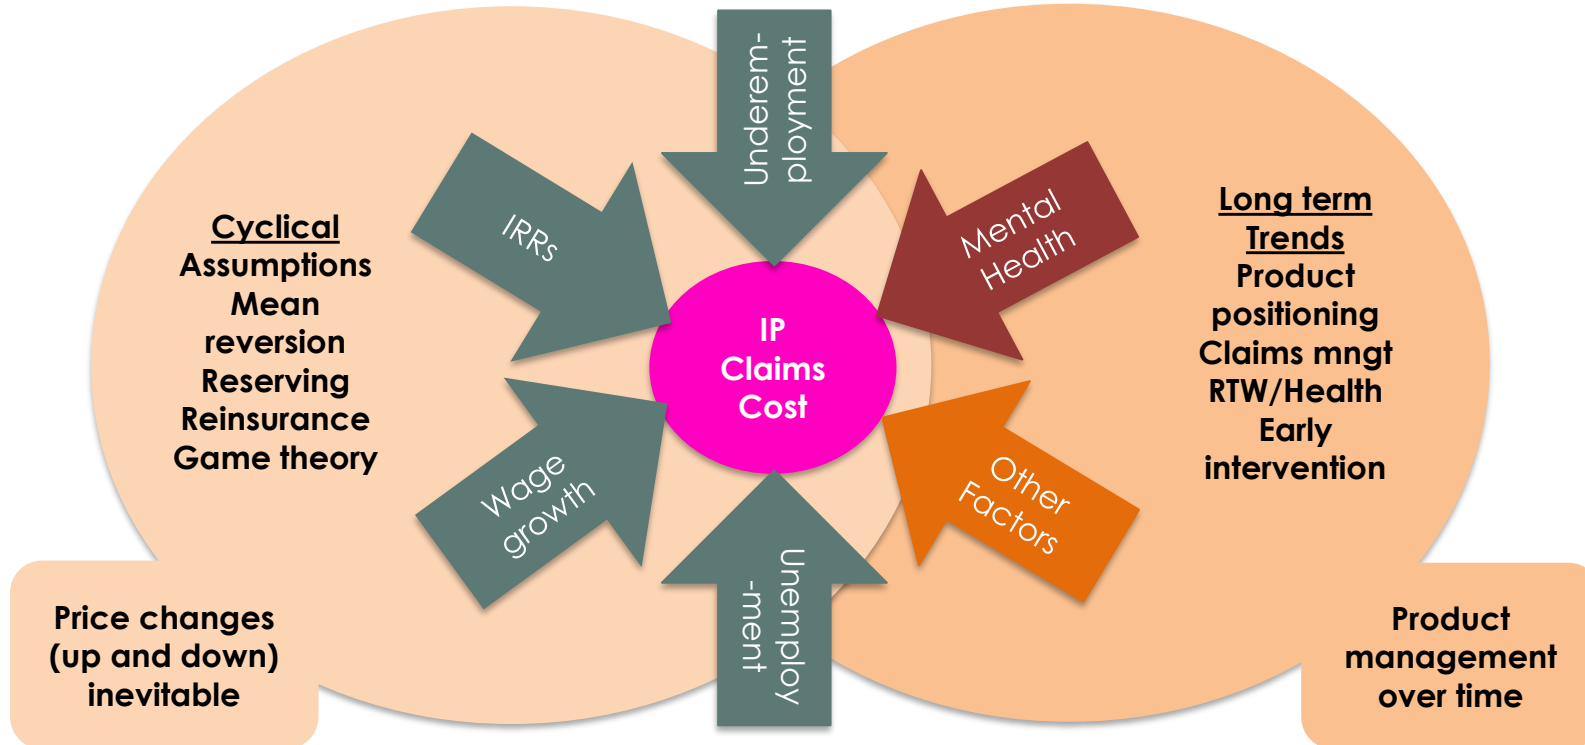 Underem-
ployment
IRRs
Mental
Health
Cyclical
Assumptions
Mean
reversion
Reserving
Reinsurance
Game theory
IP
Claims
Cost
Long term
Trends
Product
positioning
Claims mngt
RTW/Health
Early
intervention
Wage
growth
Other
Factors
Unemploy
-ment
Price changes
(up and down)
inevitable
Product
management
over time